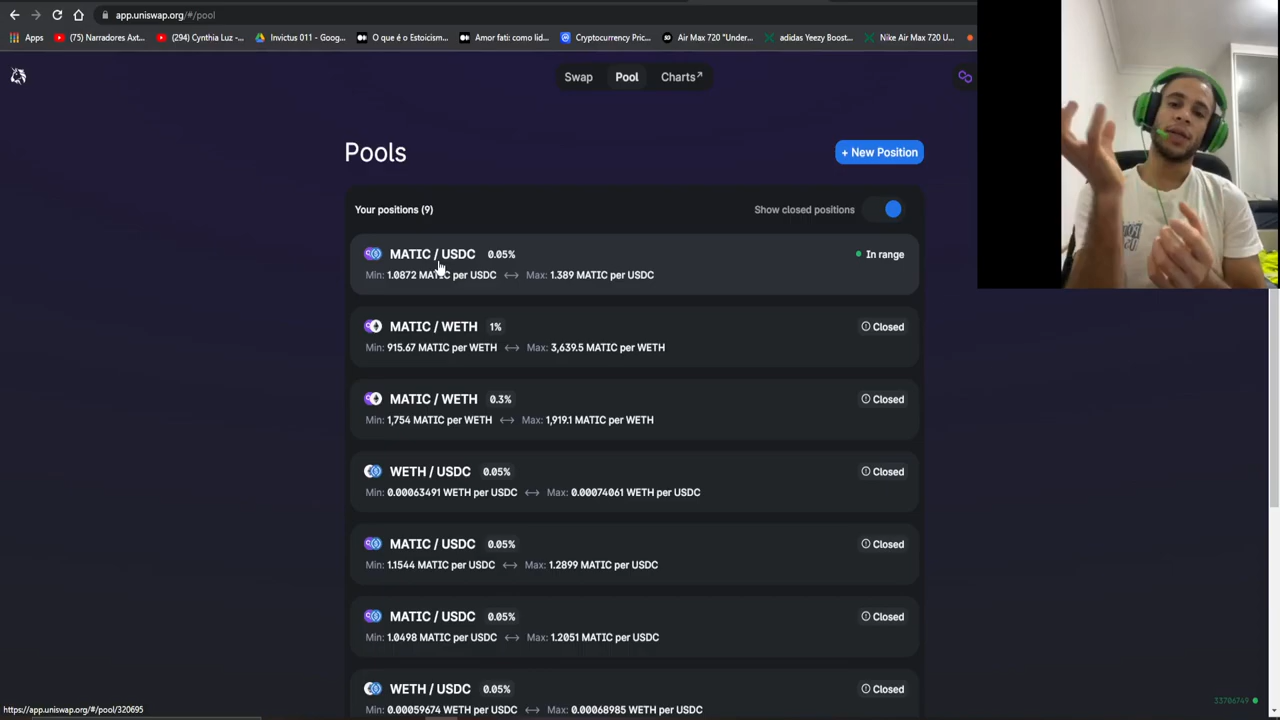 app.uniswap.org/#/pool
Apps (75) Narradores Axt... (294) Cynthia Luz -... Invictus 011 - Goog... O que é o Estoicism... Amor fati: como lid... Cryptocurrency Pric... Air Max 720 "Under... adidas Yeezy Boost... Nike Air Max 720 U...
Swap Pool Charts↗
Pools
+ New Position
Your positions (9) Show closed positions
MATIC / USDC 0.05% In range
Min: 1.0872 MATIC per USDC ⟷ Max: 1.389 MATIC per USDC
MATIC / WETH 1% Closed
Min: 915.67 MATIC per WETH ⟷ Max: 3,639.5 MATIC per WETH
MATIC / WETH 0.3% Closed
Min: 1,754 MATIC per WETH ⟷ Max: 1,919.1 MATIC per WETH
WETH / USDC 0.05% Closed
Min: 0.00063491 WETH per USDC ⟷ Max: 0.00074061 WETH per USDC
MATIC / USDC 0.05% Closed
Min: 1.1544 MATIC per USDC ⟷ Max: 1.2899 MATIC per USDC
MATIC / USDC 0.05% Closed
Min: 1.0498 MATIC per USDC ⟷ Max: 1.2051 MATIC per USDC
WETH / USDC 0.05% Closed
Min: 0.00059674 WETH per USDC ⟷ Max: 0.00068985 WETH per USDC
https://app.uniswap.org/#/pool/320695
33706749